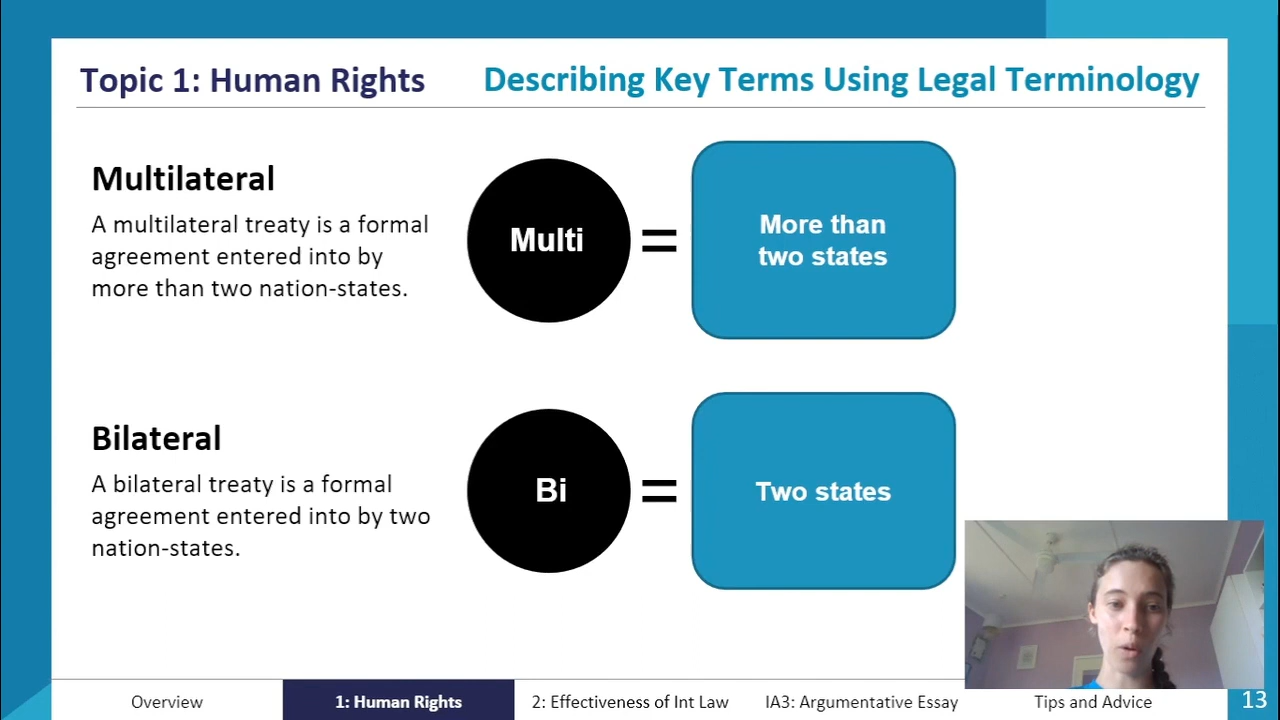 Topic 1: Human Rights
Describing Key Terms Using Legal Terminology
Multilateral
A multilateral treaty is a formal
agreement entered into by
more than two nation-states.
Multi
=
More than
two states
Bilateral
A bilateral treaty is a formal
agreement entered into by two
nation-states.
Bi
=
Two states
Overview
1: Human Rights
2: Effectiveness of Int Law
IA3: Argumentative Essay
Tips and Advice
13